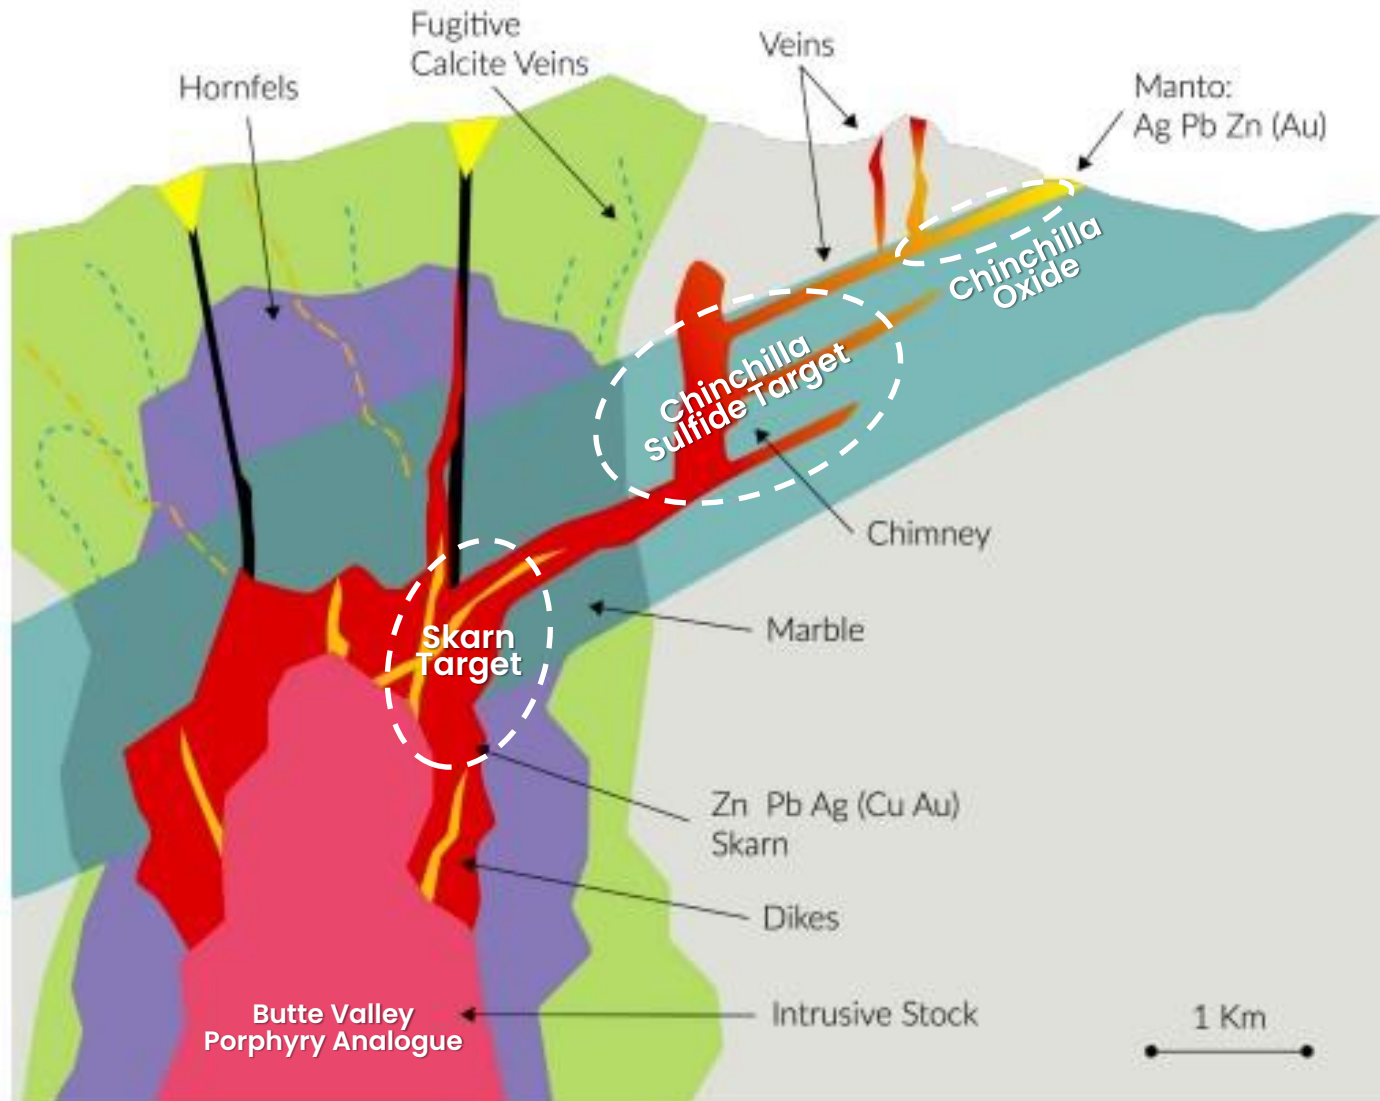 Fugitive
Calcite Veins
Veins
Hornfels
Manto:
Ag Pb Zn (Au)
Chinchilla
Oxide
Chinchilla
Sulfide Target
Chimney
Skarn
Target
Marble
Zn Pb Ag (Cu Au)
Skarn
Dikes
Butte Valley
Porphyry Analogue
Intrusive Stock
1 Km